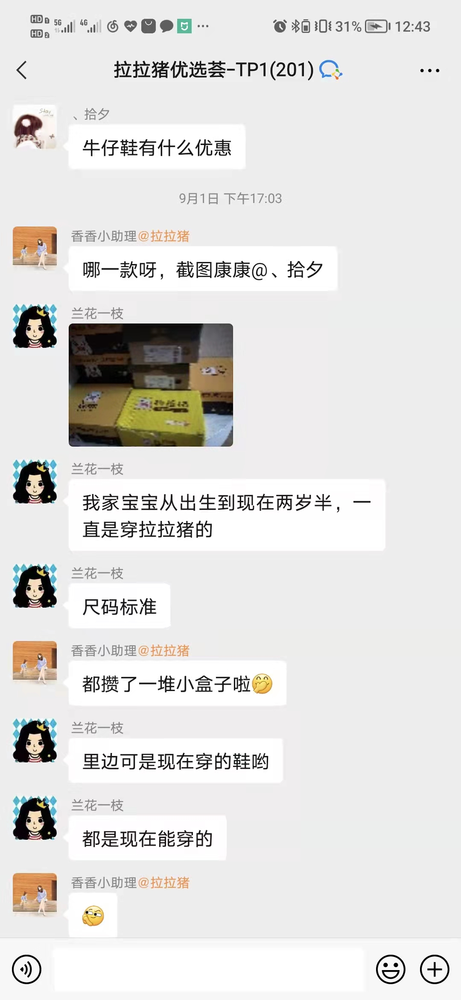 HD 1 5G 4G 31% 12:43
HD 2
拉拉猪优选荟-TP1(201)
Stay
、拾夕
牛仔鞋有什么优惠
9月1日 下午17:03
香香小助理@拉拉猪
哪一款呀，截图康康@、拾夕
兰花一枝
兰花一枝
我家宝宝从出生到现在两岁半，一
直是穿拉拉猪的
兰花一枝
尺码标准
香香小助理@拉拉猪
都攒了一堆小盒子啦🤭
兰花一枝
里边可是现在穿的鞋哟
兰花一枝
都是现在能穿的
香香小助理@拉拉猪